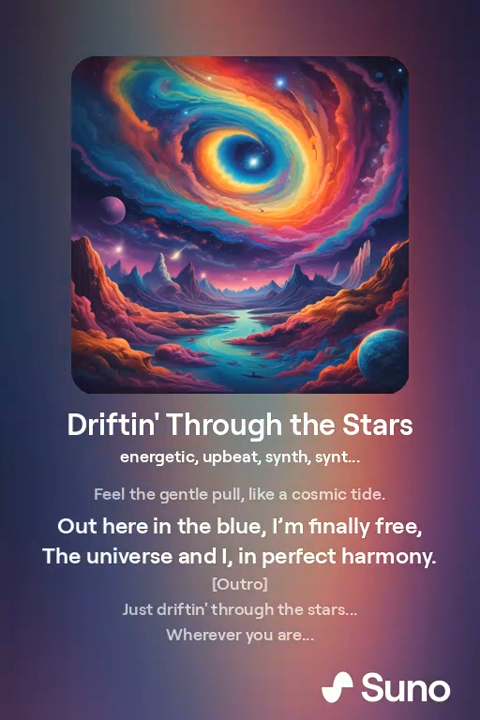 Driftin' Through the Stars
energetic, upbeat, synth, synt...
Feel the gentle pull, like a cosmic tide.
Out here in the blue, I’m finally free,
The universe and I, in perfect harmony.
[Outro]
Just driftin' through the stars...
Wherever you are...
Suno